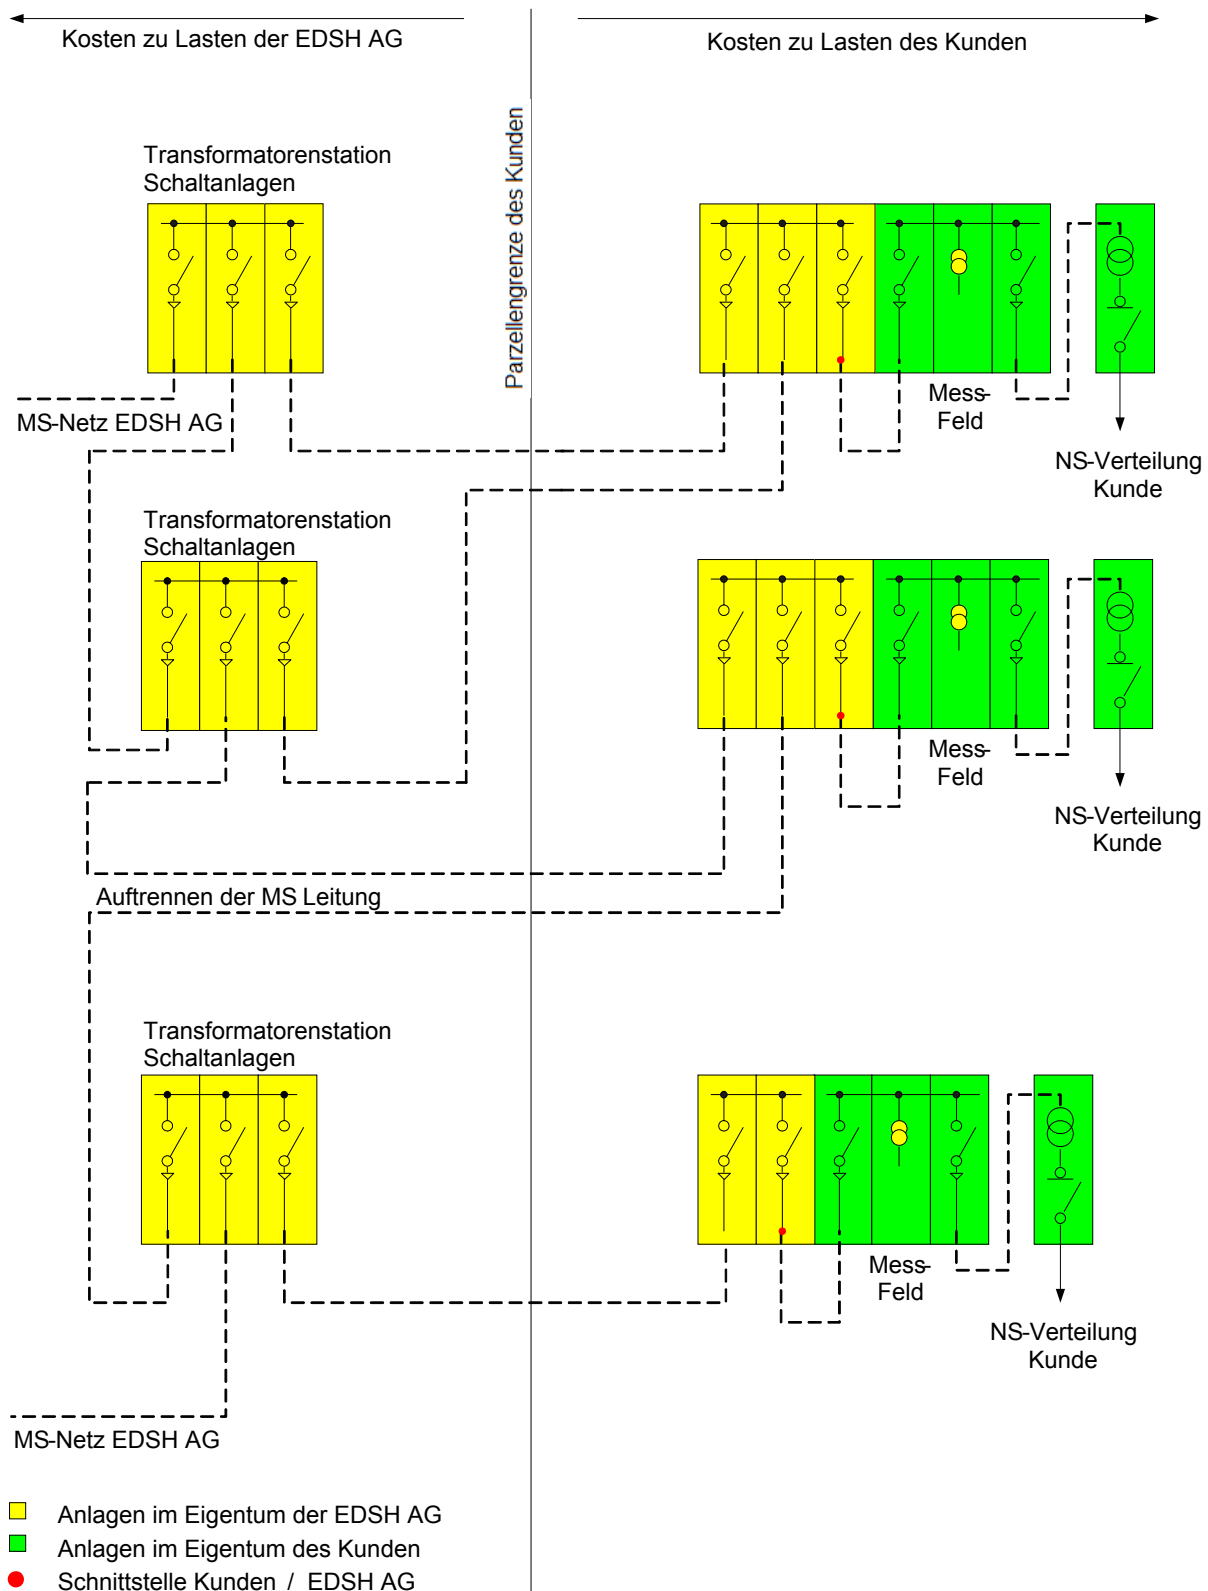 Kosten zu Lasten der EDSH AG
Kosten zu Lasten des Kunden
Parzellengrenze des Kunden
Transformatorenstation
Schaltanlagen
MS-Netz EDSH AG
Mess-
Feld
NS-Verteilung
Kunde
Transformatorenstation
Schaltanlagen
Mess-
Feld
NS-Verteilung
Kunde
Auftrennen der MS Leitung
Transformatorenstation
Schaltanlagen
Mess-
Feld
NS-Verteilung
Kunde
MS-Netz EDSH AG
Anlagen im Eigentum der EDSH AG
Anlagen im Eigentum des Kunden
Schnittstelle Kunden / EDSH AG